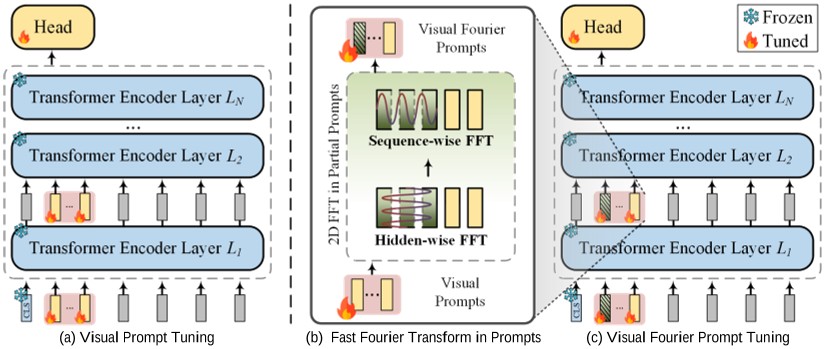 Head
Transformer Encoder Layer L_N
...
Transformer Encoder Layer L_2
...
Transformer Encoder Layer L_1
CLS
...
(a) Visual Prompt Tuning
Visual Fourier
Prompts
...
2D FFT in Partial Prompts
Sequence-wise FFT
Hidden-wise FFT
...
Visual
Prompts
(b) Fast Fourier Transform in Prompts
Head
Frozen
Tuned
Transformer Encoder Layer L_N
...
Transformer Encoder Layer L_2
...
Transformer Encoder Layer L_1
CLS
...
(c) Visual Fourier Prompt Tuning